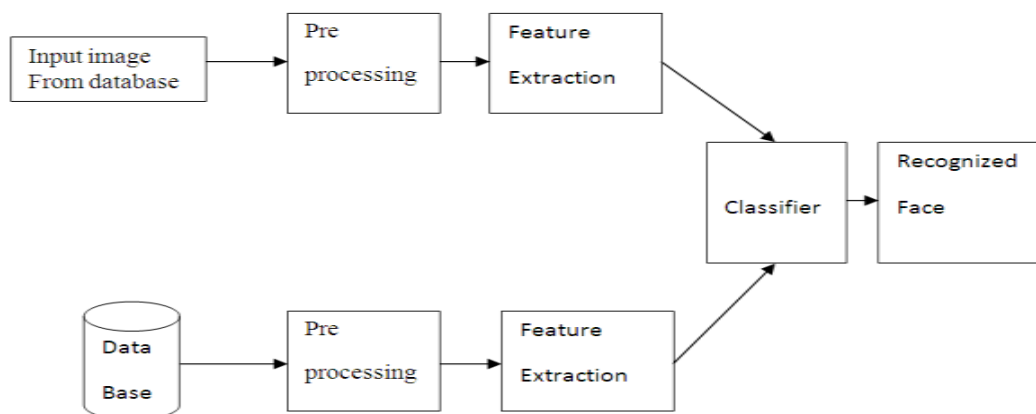 Input image
From database
Pre
processing
Feature
Extraction
Classifier
Recognized
Face
Data
Base
Pre
processing
Feature
Extraction